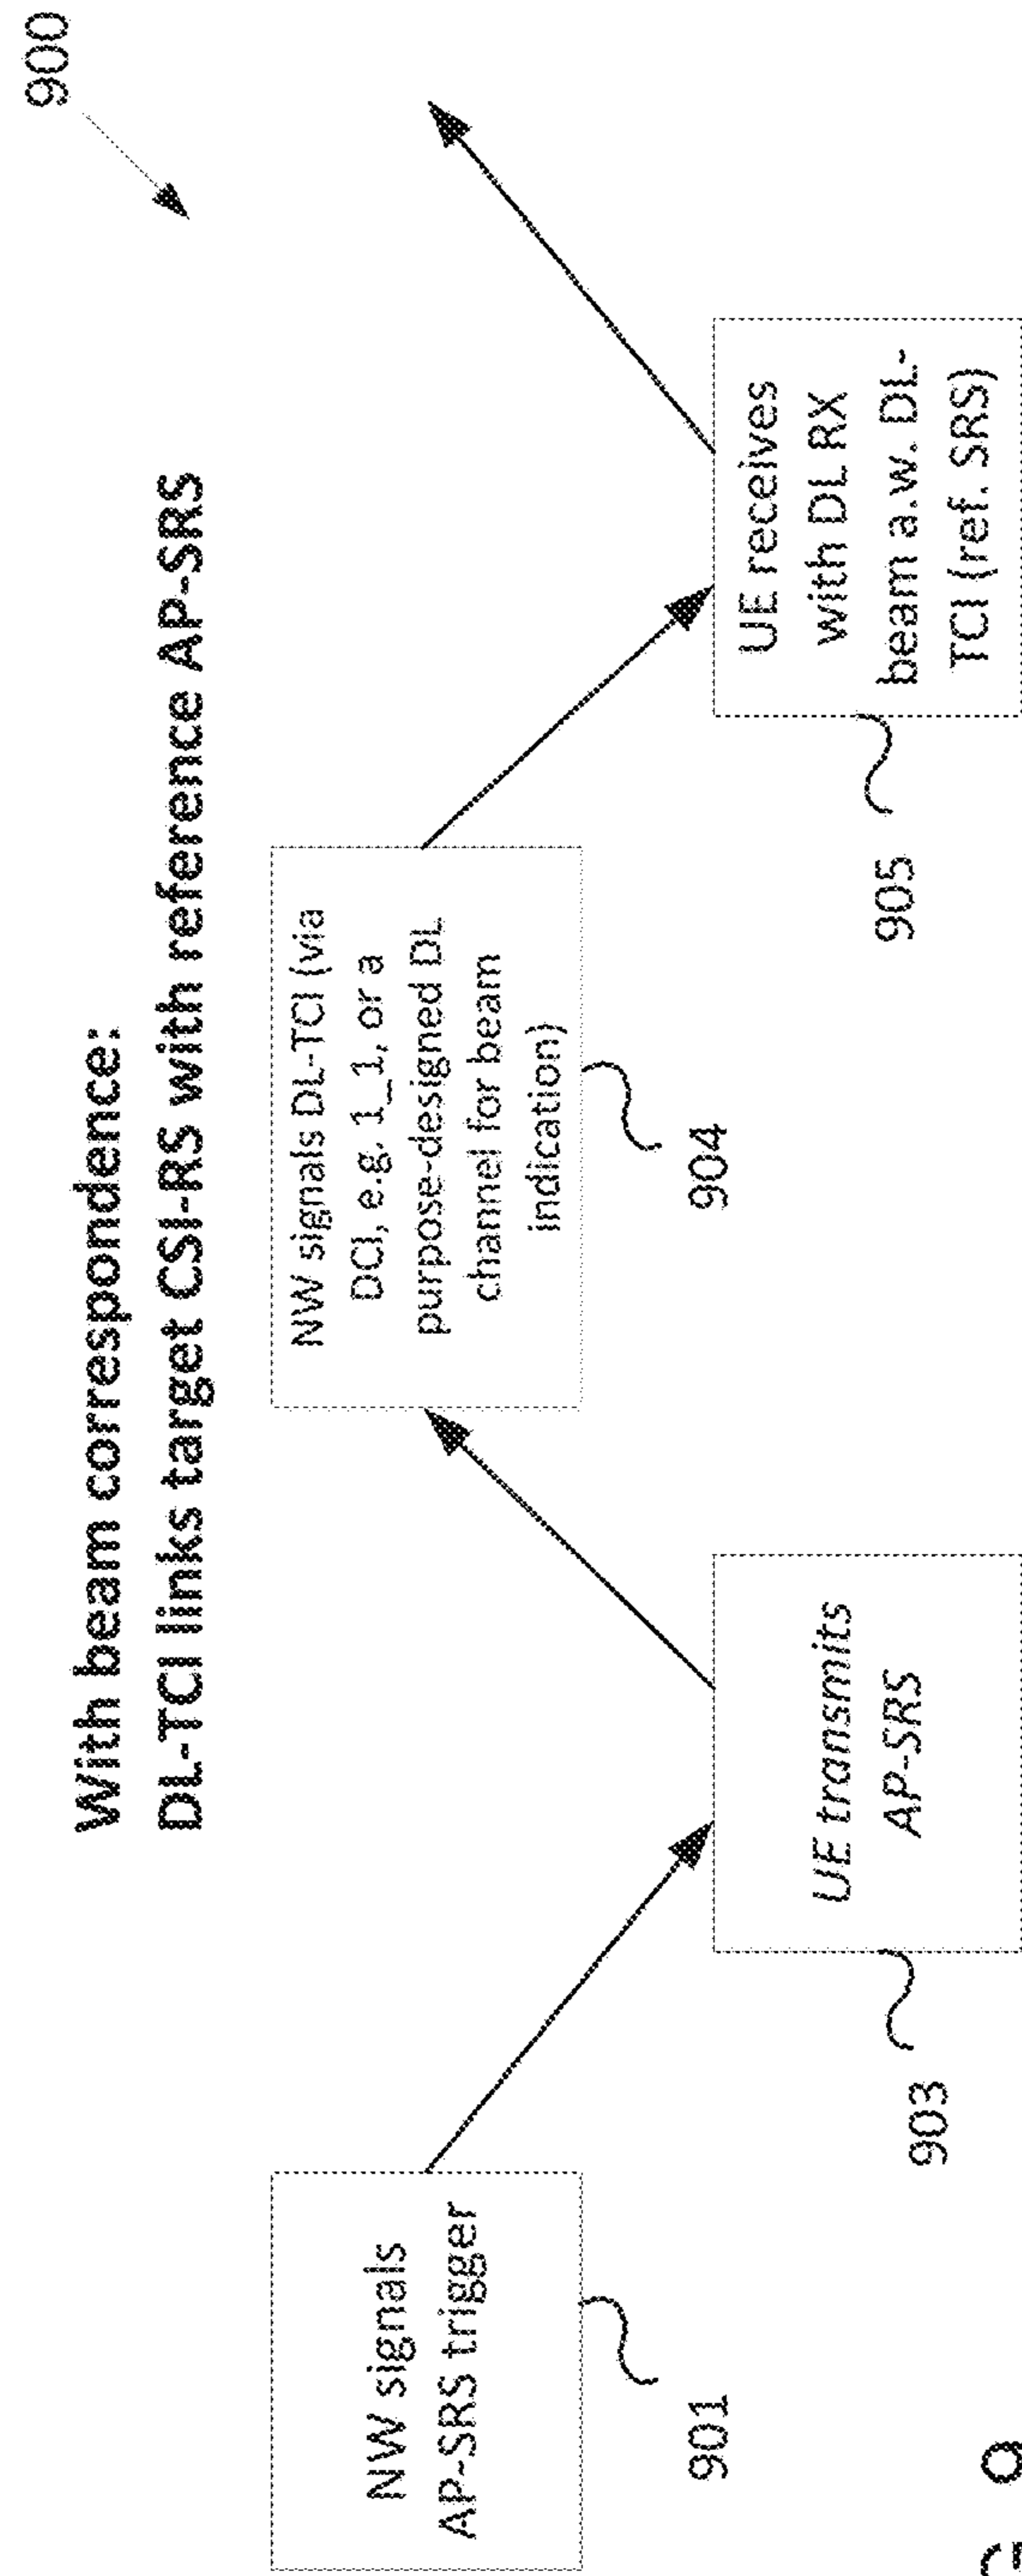 900
With beam correspondence:
DL-TCI links target CSI-RS with reference AP-SRS
NW signals
AP-SRS trigger
901
UE transmits
AP-SRS
903
NW signals DL-TCI (via
DCI, e.g. 1_1, or a
purpose-designed DL
channel for beam
indication)
904
UE receives
with DL RX
beam a.w. DL-
TCI (ref. SRS)
905